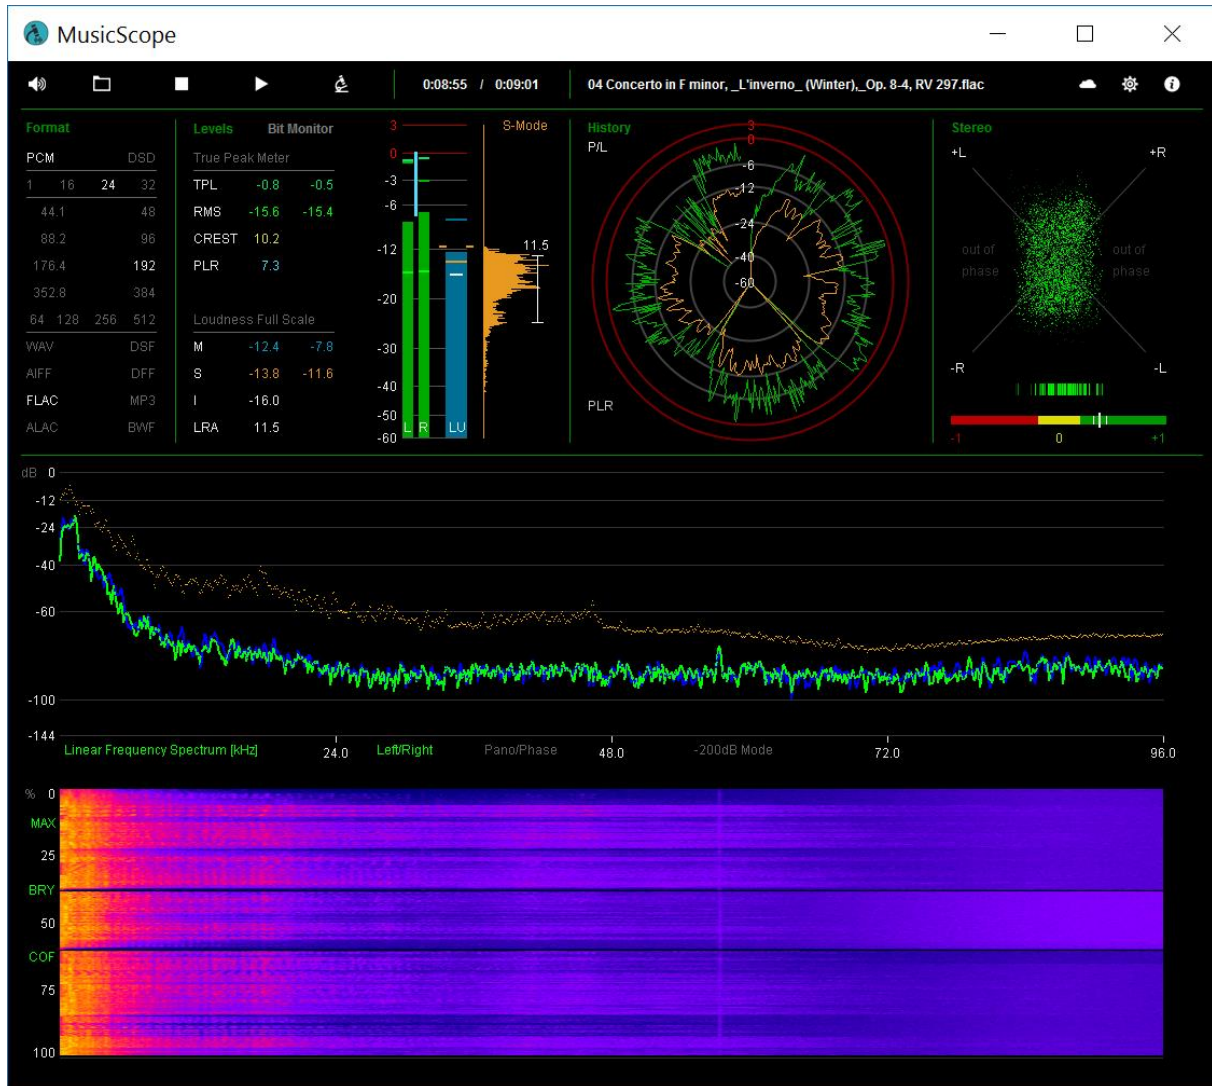 MusicScope
0:08:55 / 0:09:01 04 Concerto in F minor, _L'inverno_ (Winter),_Op. 8-4, RV 297.flac
Format
PCM DSD
1 16 24 32
44.1 48
88.2 96
176.4 192
352.8 384
64 128 256 512
WAV DSF
AIFF DFF
FLAC MP3
ALAC BWF
Levels Bit Monitor
True Peak Meter
TPL -0.8 -0.5
RMS -15.6 -15.4
CREST 10.2
PLR 7.3
Loudness Full Scale
M -12.4 -7.8
S -13.8 -11.6
I -16.0
LRA 11.5
3
0
-3
-6
-12
-20
-30
-40
-50
-60
L R LU
S-Mode
11.5
History
P/L
3
0
-6
-12
-24
-40
-60
PLR
Stereo
+L +R
out of phase
out of phase
-R -L
-1 0 +1
dB 0
-12
-24
-40
-60
-80
-100
-144
Linear Frequency Spectrum [kHz] 24.0 Left/Right Pano/Phase 48.0 -200dB Mode 72.0 96.0
% 0
MAX
25
BRY
50
COF
75
100